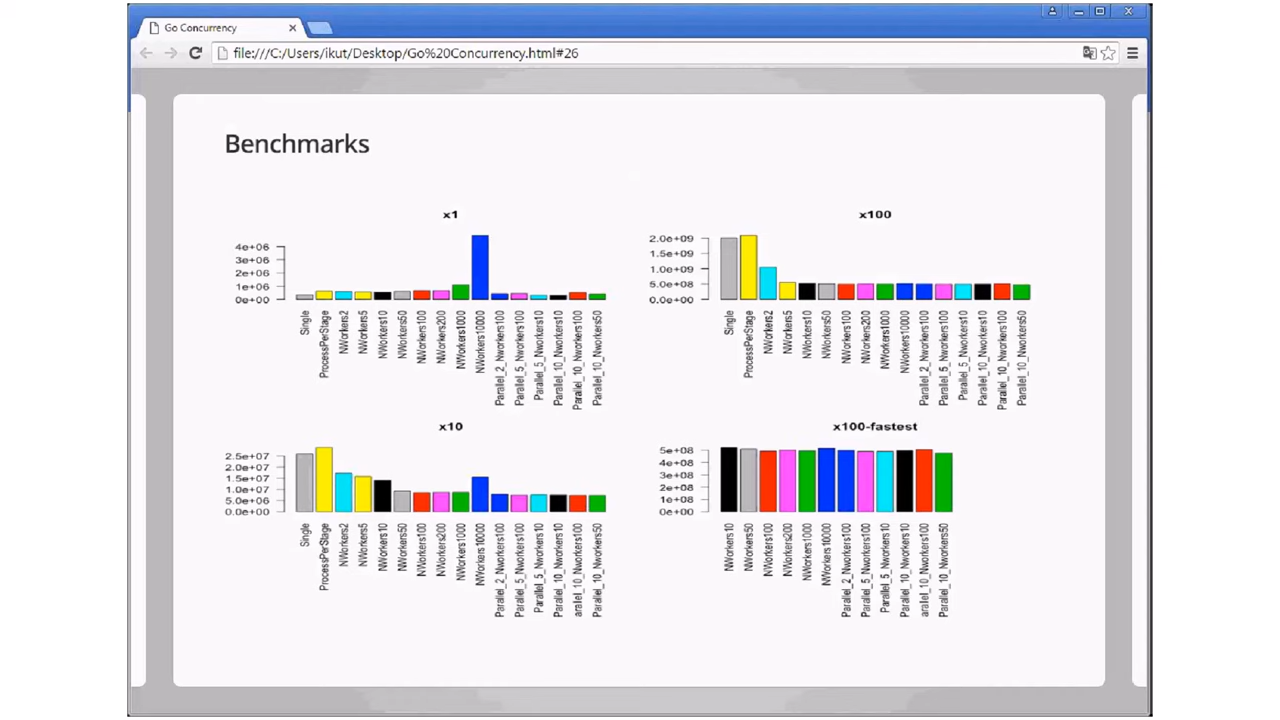 Go Concurrency
file:///C:/Users/ikut/Desktop/Go%20Concurrency.html#26
Benchmarks
x1
4e+06
3e+06
2e+06
1e+06
0e+00
Single
ProcessPerStage
NWorkers2
NWorkers5
NWorkers10
NWorkers50
NWorkers100
NWorkers200
NWorkers1000
NWorkers10000
Parallel_2_Nworkers100
Parallel_5_Nworkers100
Parallel_5_Nworkers10
Parallel_10_Nworkers10
Parallel_10_Nworkers100
Parallel_10_Nworkers50
x100
2.0e+09
1.5e+09
1.0e+09
5.0e+08
0.0e+00
Single
ProcessPerStage
NWorkers2
NWorkers5
NWorkers10
NWorkers50
NWorkers100
NWorkers200
NWorkers1000
NWorkers10000
Parallel_2_Nworkers100
Parallel_5_Nworkers100
Parallel_5_Nworkers10
Parallel_10_Nworkers10
Parallel_10_Nworkers100
Parallel_10_Nworkers50
x10
2.5e+07
2.0e+07
1.5e+07
1.0e+07
5.0e+06
0.0e+00
Single
ProcessPerStage
NWorkers2
NWorkers5
NWorkers10
NWorkers50
NWorkers100
NWorkers200
NWorkers1000
NWorkers10000
Parallel_2_Nworkers100
Parallel_5_Nworkers100
Parallel_5_Nworkers10
Parallel_10_Nworkers10
arallel_10_Nworkers100
Parallel_10_Nworkers50
x100-fastest
5e+08
4e+08
3e+08
2e+08
1e+08
0e+00
NWorkers10
NWorkers50
NWorkers100
NWorkers200
NWorkers1000
NWorkers10000
Parallel_2_Nworkers100
Parallel_5_Nworkers100
Parallel_5_Nworkers10
Parallel_10_Nworkers10
arallel_10_Nworkers100
Parallel_10_Nworkers50